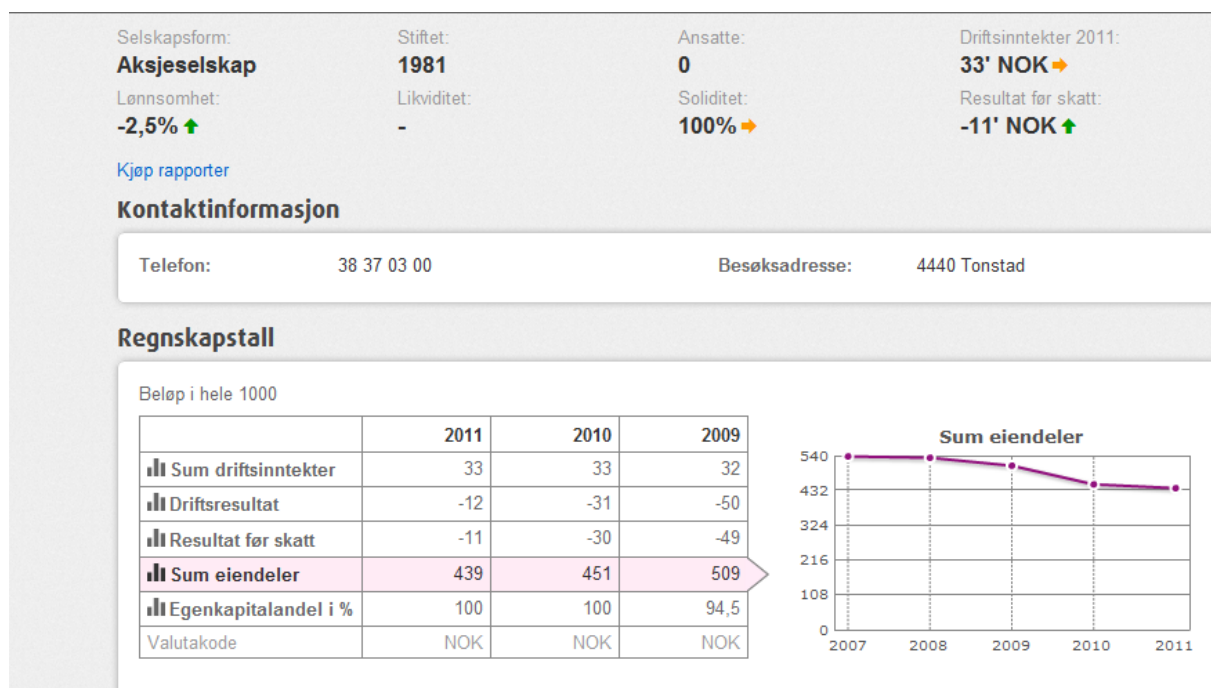 Selskapsform: Stiftet: Ansatte: Driftsinntekter 2011:
Aksjeselskap 1981 0 33' NOK
Lønnsomhet: Likviditet: Soliditet: Resultat før skatt:
-2,5% - 100% -11' NOK
Kjøp rapporter
Kontaktinformasjon
Telefon: 38 37 03 00 Besøksadresse: 4440 Tonstad
Regnskapstall
Beløp i hele 1000
2011 2010 2009
Sum driftsinntekter 33 33 32
Driftsresultat -12 -31 -50
Resultat før skatt -11 -30 -49
Sum eiendeler 439 451 509
Egenkapitalandel i % 100 100 94,5
Valutakode NOK NOK NOK
Sum eiendeler
540
432
324
216
108
0
2007 2008 2009 2010 2011